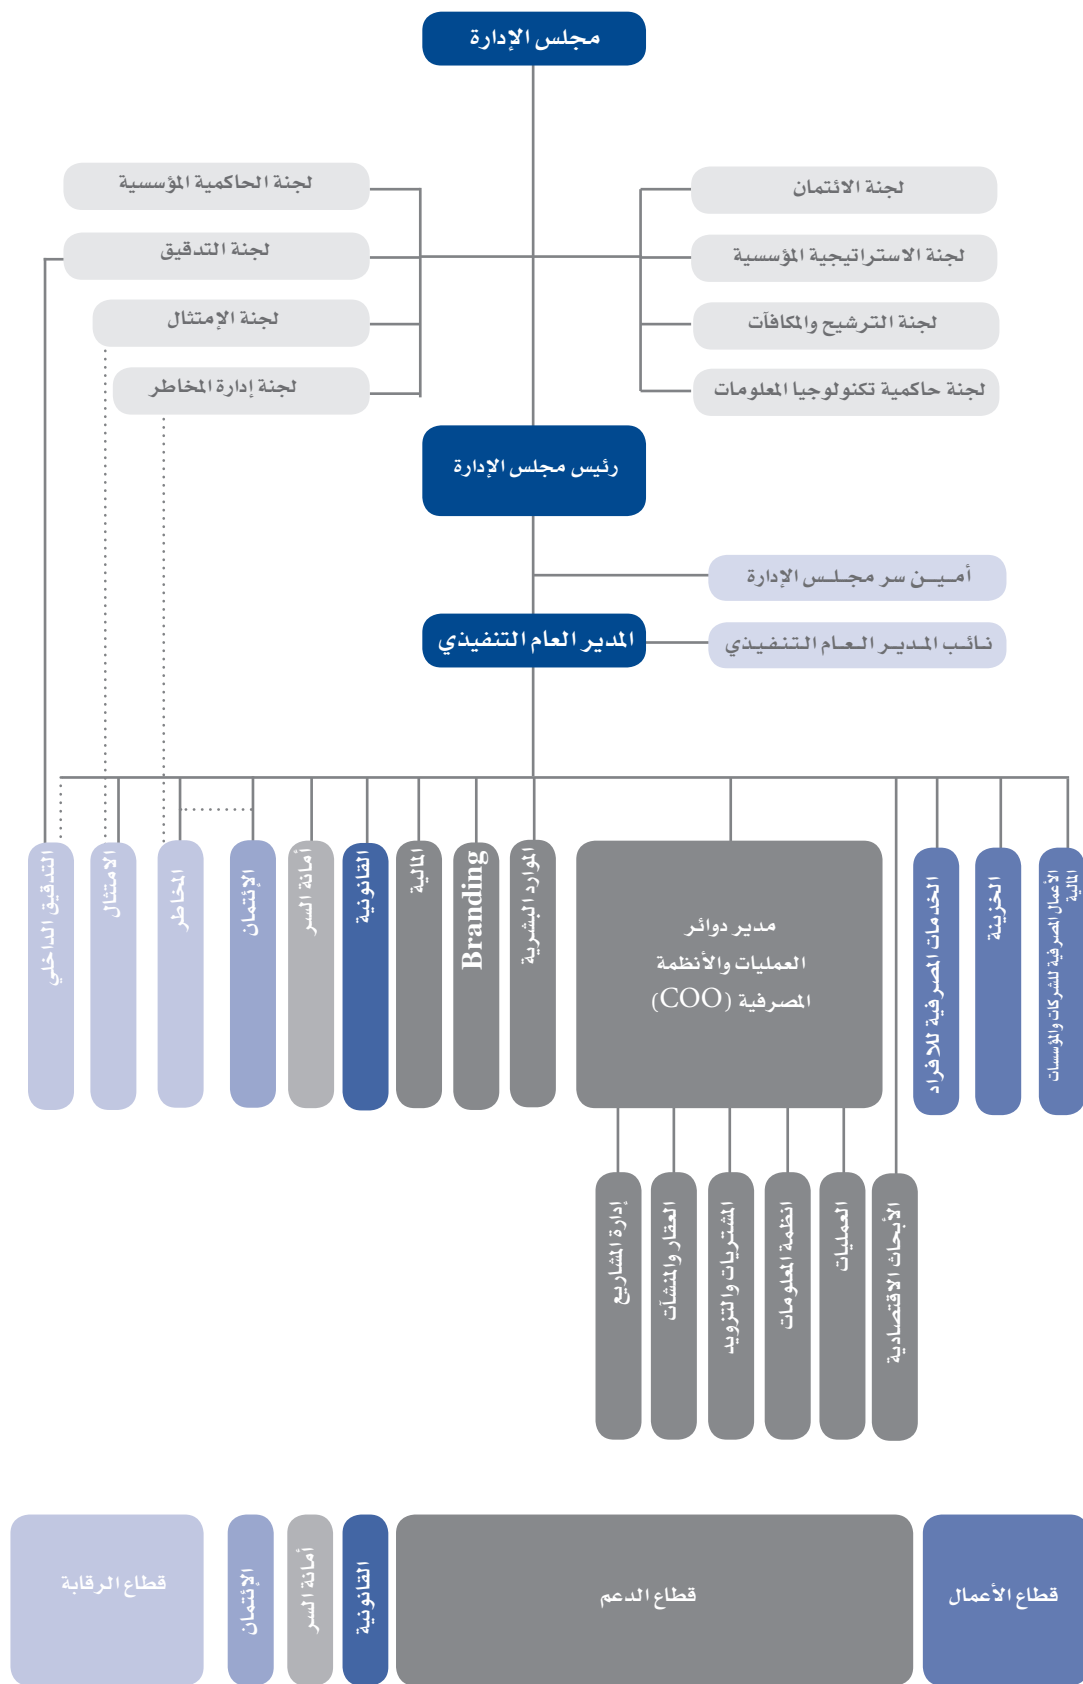 مجلس الإدارة
لجنة الائتمان
لجنة الاستراتيجية المؤسسية
لجنة الترشيح والمكافآت
لجنة حاكمية تكنولوجيا المعلومات
لجنة الحاكمية المؤسسية
لجنة التدقيق
لجنة الإمتثال
لجنة إدارة المخاطر
رئيس مجلس الإدارة
أمين سر مجلس الإدارة
المدير العام التنفيذي
نائب المدير العام التنفيذي
الأعمال المصرفية للشركات والمؤسسات
المالية
الخزينة
الخدمات المصرفية للافراد
مدير دوائر
العمليات والأنظمة
المصرفية (COO)
الموارد البشرية
Branding
المالية
القانونية
أمانة السر
الإئتمان
المخاطر
الامتثال
التدقيق الداخلي
الأبحاث الاقتصادية
العمليات
انظمة المعلومات
المشتريات والتزويد
العقار والمنشآت
إدارة المشاريع
قطاع الأعمال
قطاع الدعم
القانونية
أمانة السر
الإئتمان
قطاع الرقابة